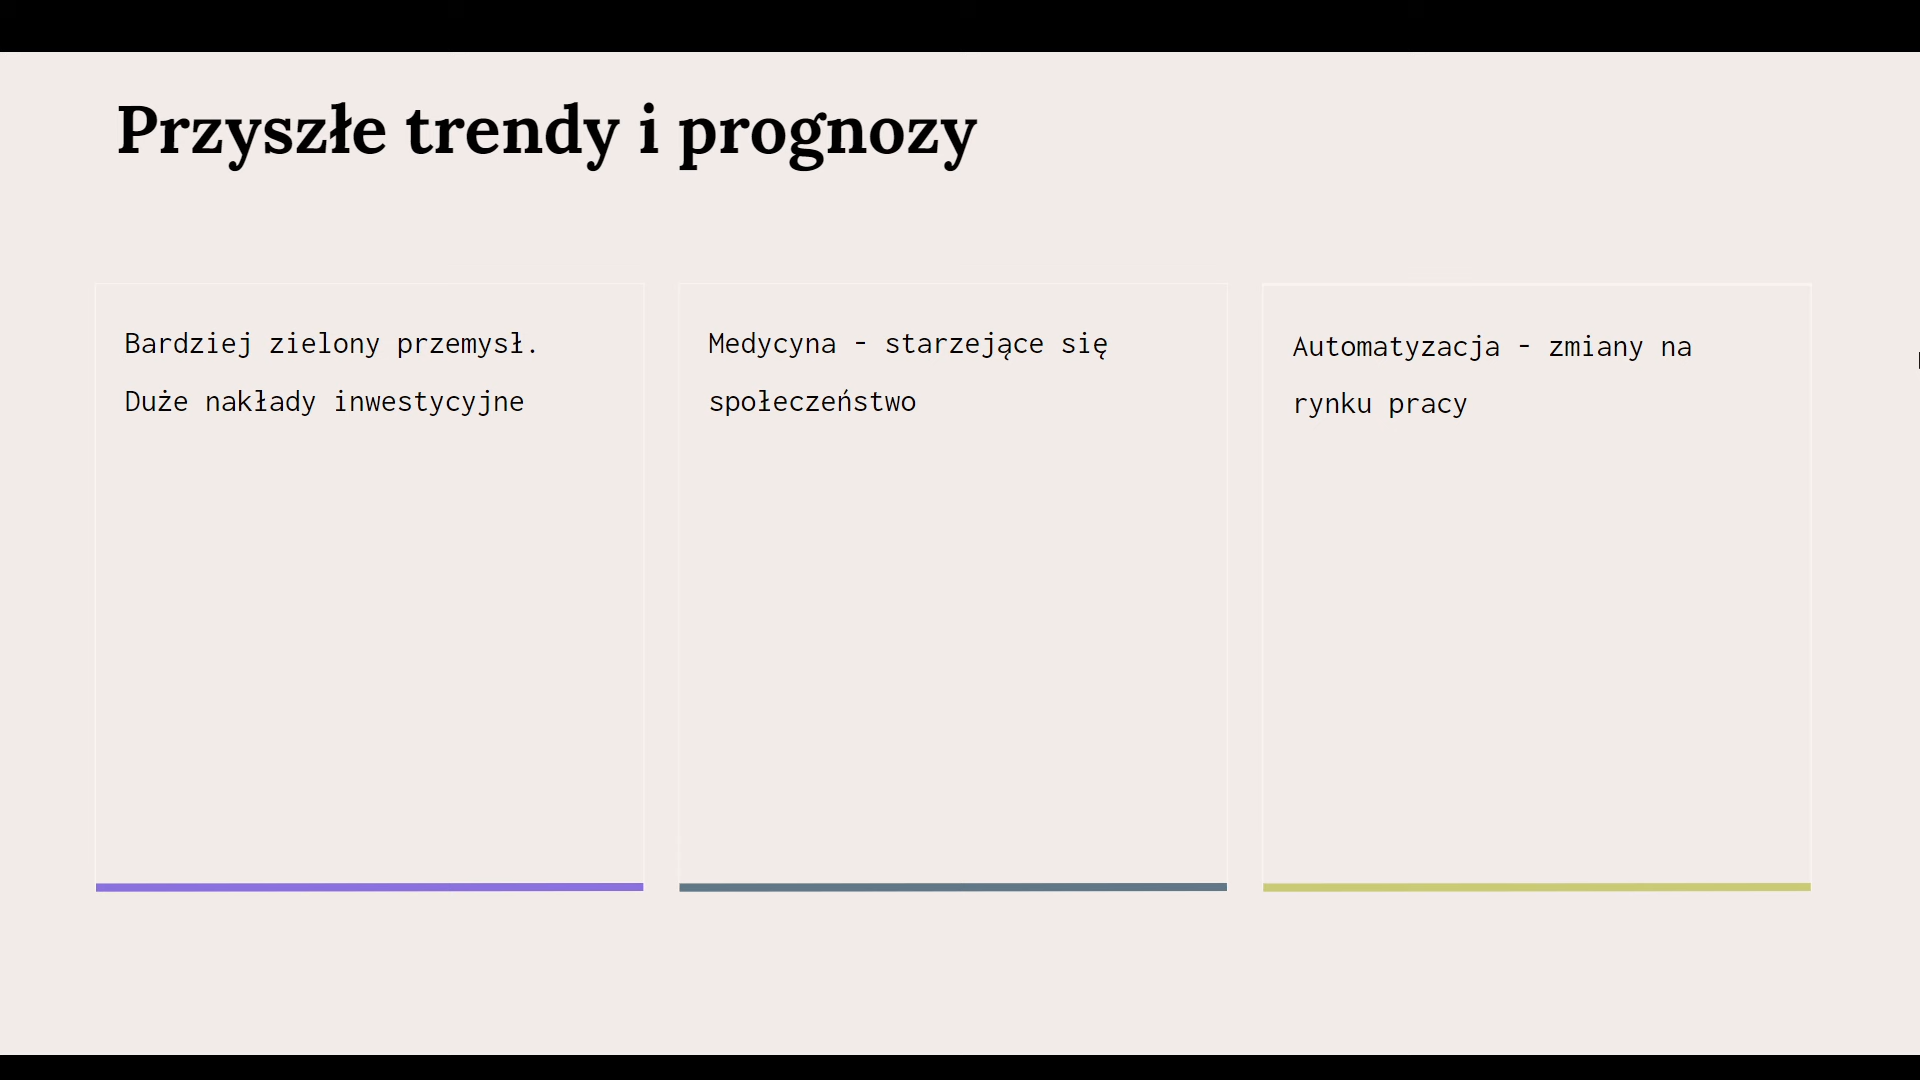 Przyszłe trendy i prognozy
Bardziej zielony przemysł.
Duże nakłady inwestycyjne
Medycyna - starzejące się
społeczeństwo
Automatyzacja - zmiany na
rynku pracy